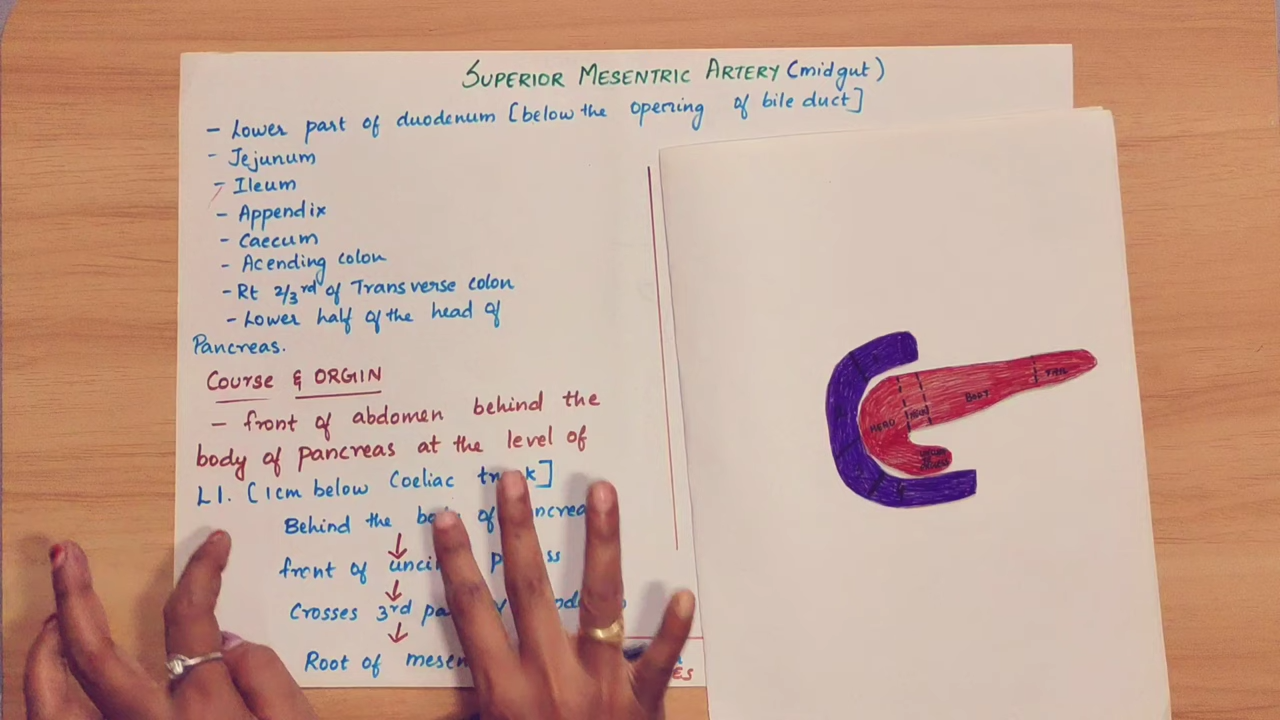 SUPERIOR MESENTRIC ARTERY (midgut)
- Lower part of duodenum [below the opening of bile duct]
- Jejunum
- Ileum
- Appendix
- Caecum
- Acending colon
- Rt 2/3rd of Transverse colon
- Lower half of the head of
Pancreas.
Course & ORGIN
- front of abdomen behind the
body of pancreas at the level of
L1. [1cm below Coeliac k]
Behind the of
front of
Crosses 3rd
Root of
HEAD
BODY
TAIL